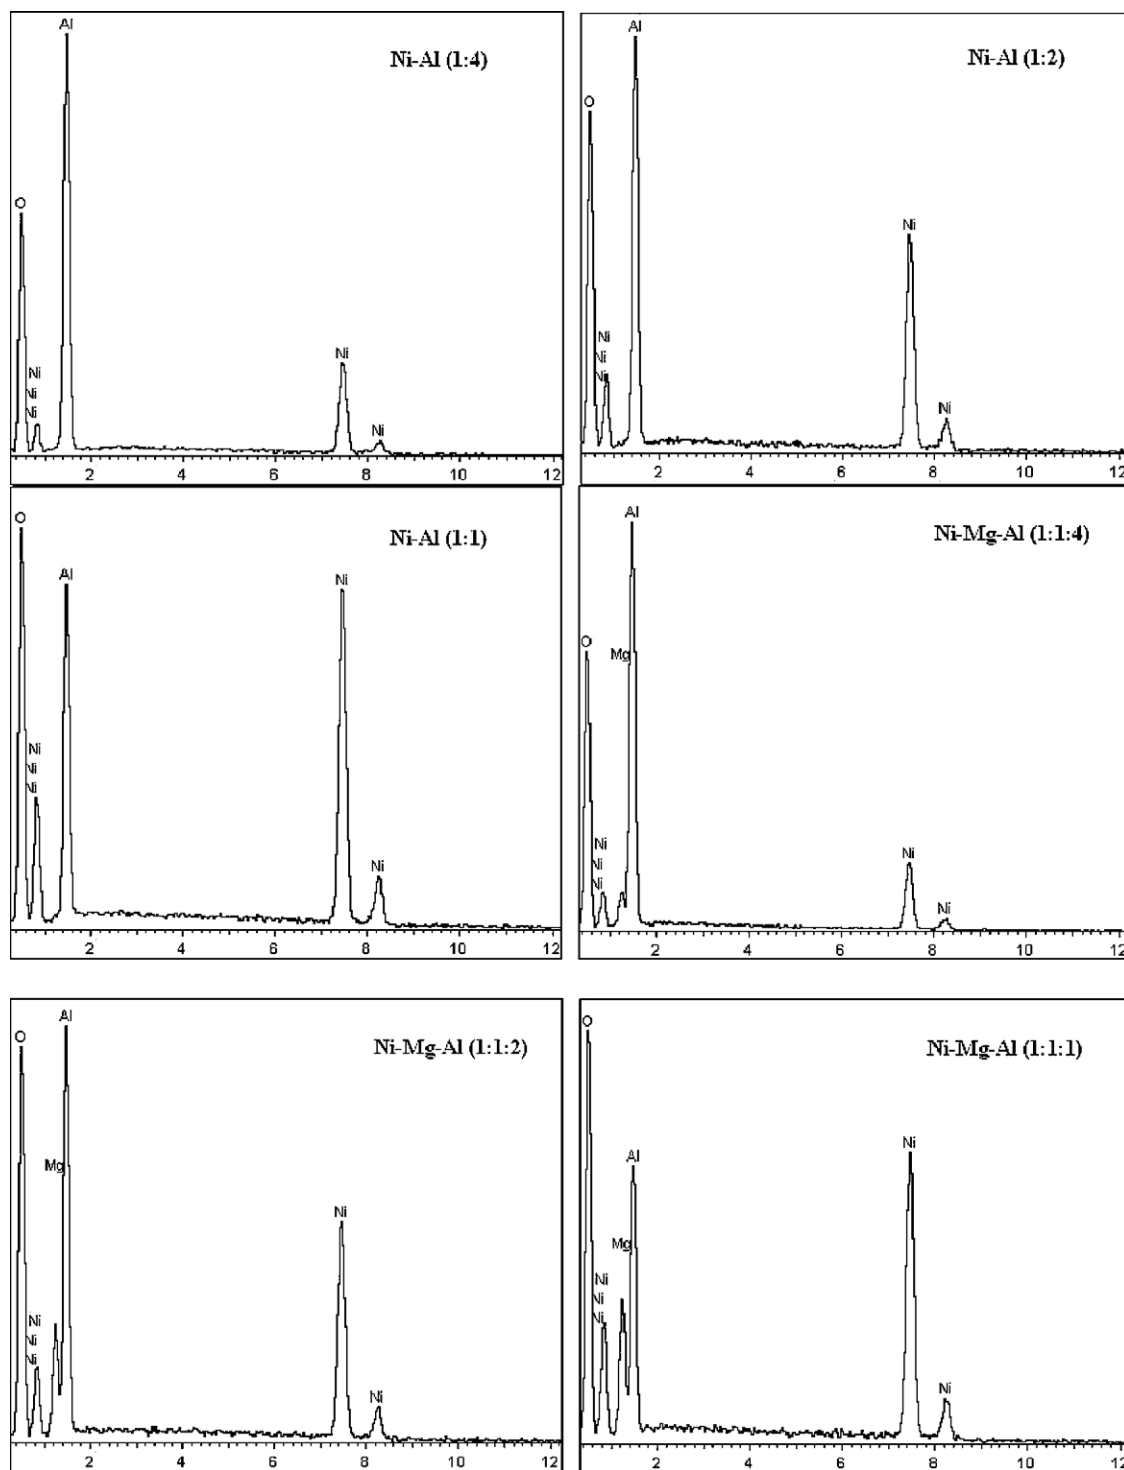 Al
Ni-Al (1:4)
O
Ni
Ni
Ni
Ni
Ni
2 4 6 8 10 12
Al
Ni-Al (1:2)
O
Ni
Ni
Ni
Ni
Ni
2 4 6 8 10 12
O
Ni-Al (1:1)
Al
Ni
Ni
Ni
Ni
Ni
2 4 6 8 10 12
Al
Ni-Mg-Al (1:1:4)
O
Mg
Ni
Ni
Ni
Ni
Ni
2 4 6 8 10 12
Al
O
Ni-Mg-Al (1:1:2)
Mg
Ni
Ni
Ni
Ni
Ni
2 4 6 8 10 12
O
Ni-Mg-Al (1:1:1)
Ni
Al
Mg
Ni
Ni
Ni
Ni
2 4 6 8 10 12